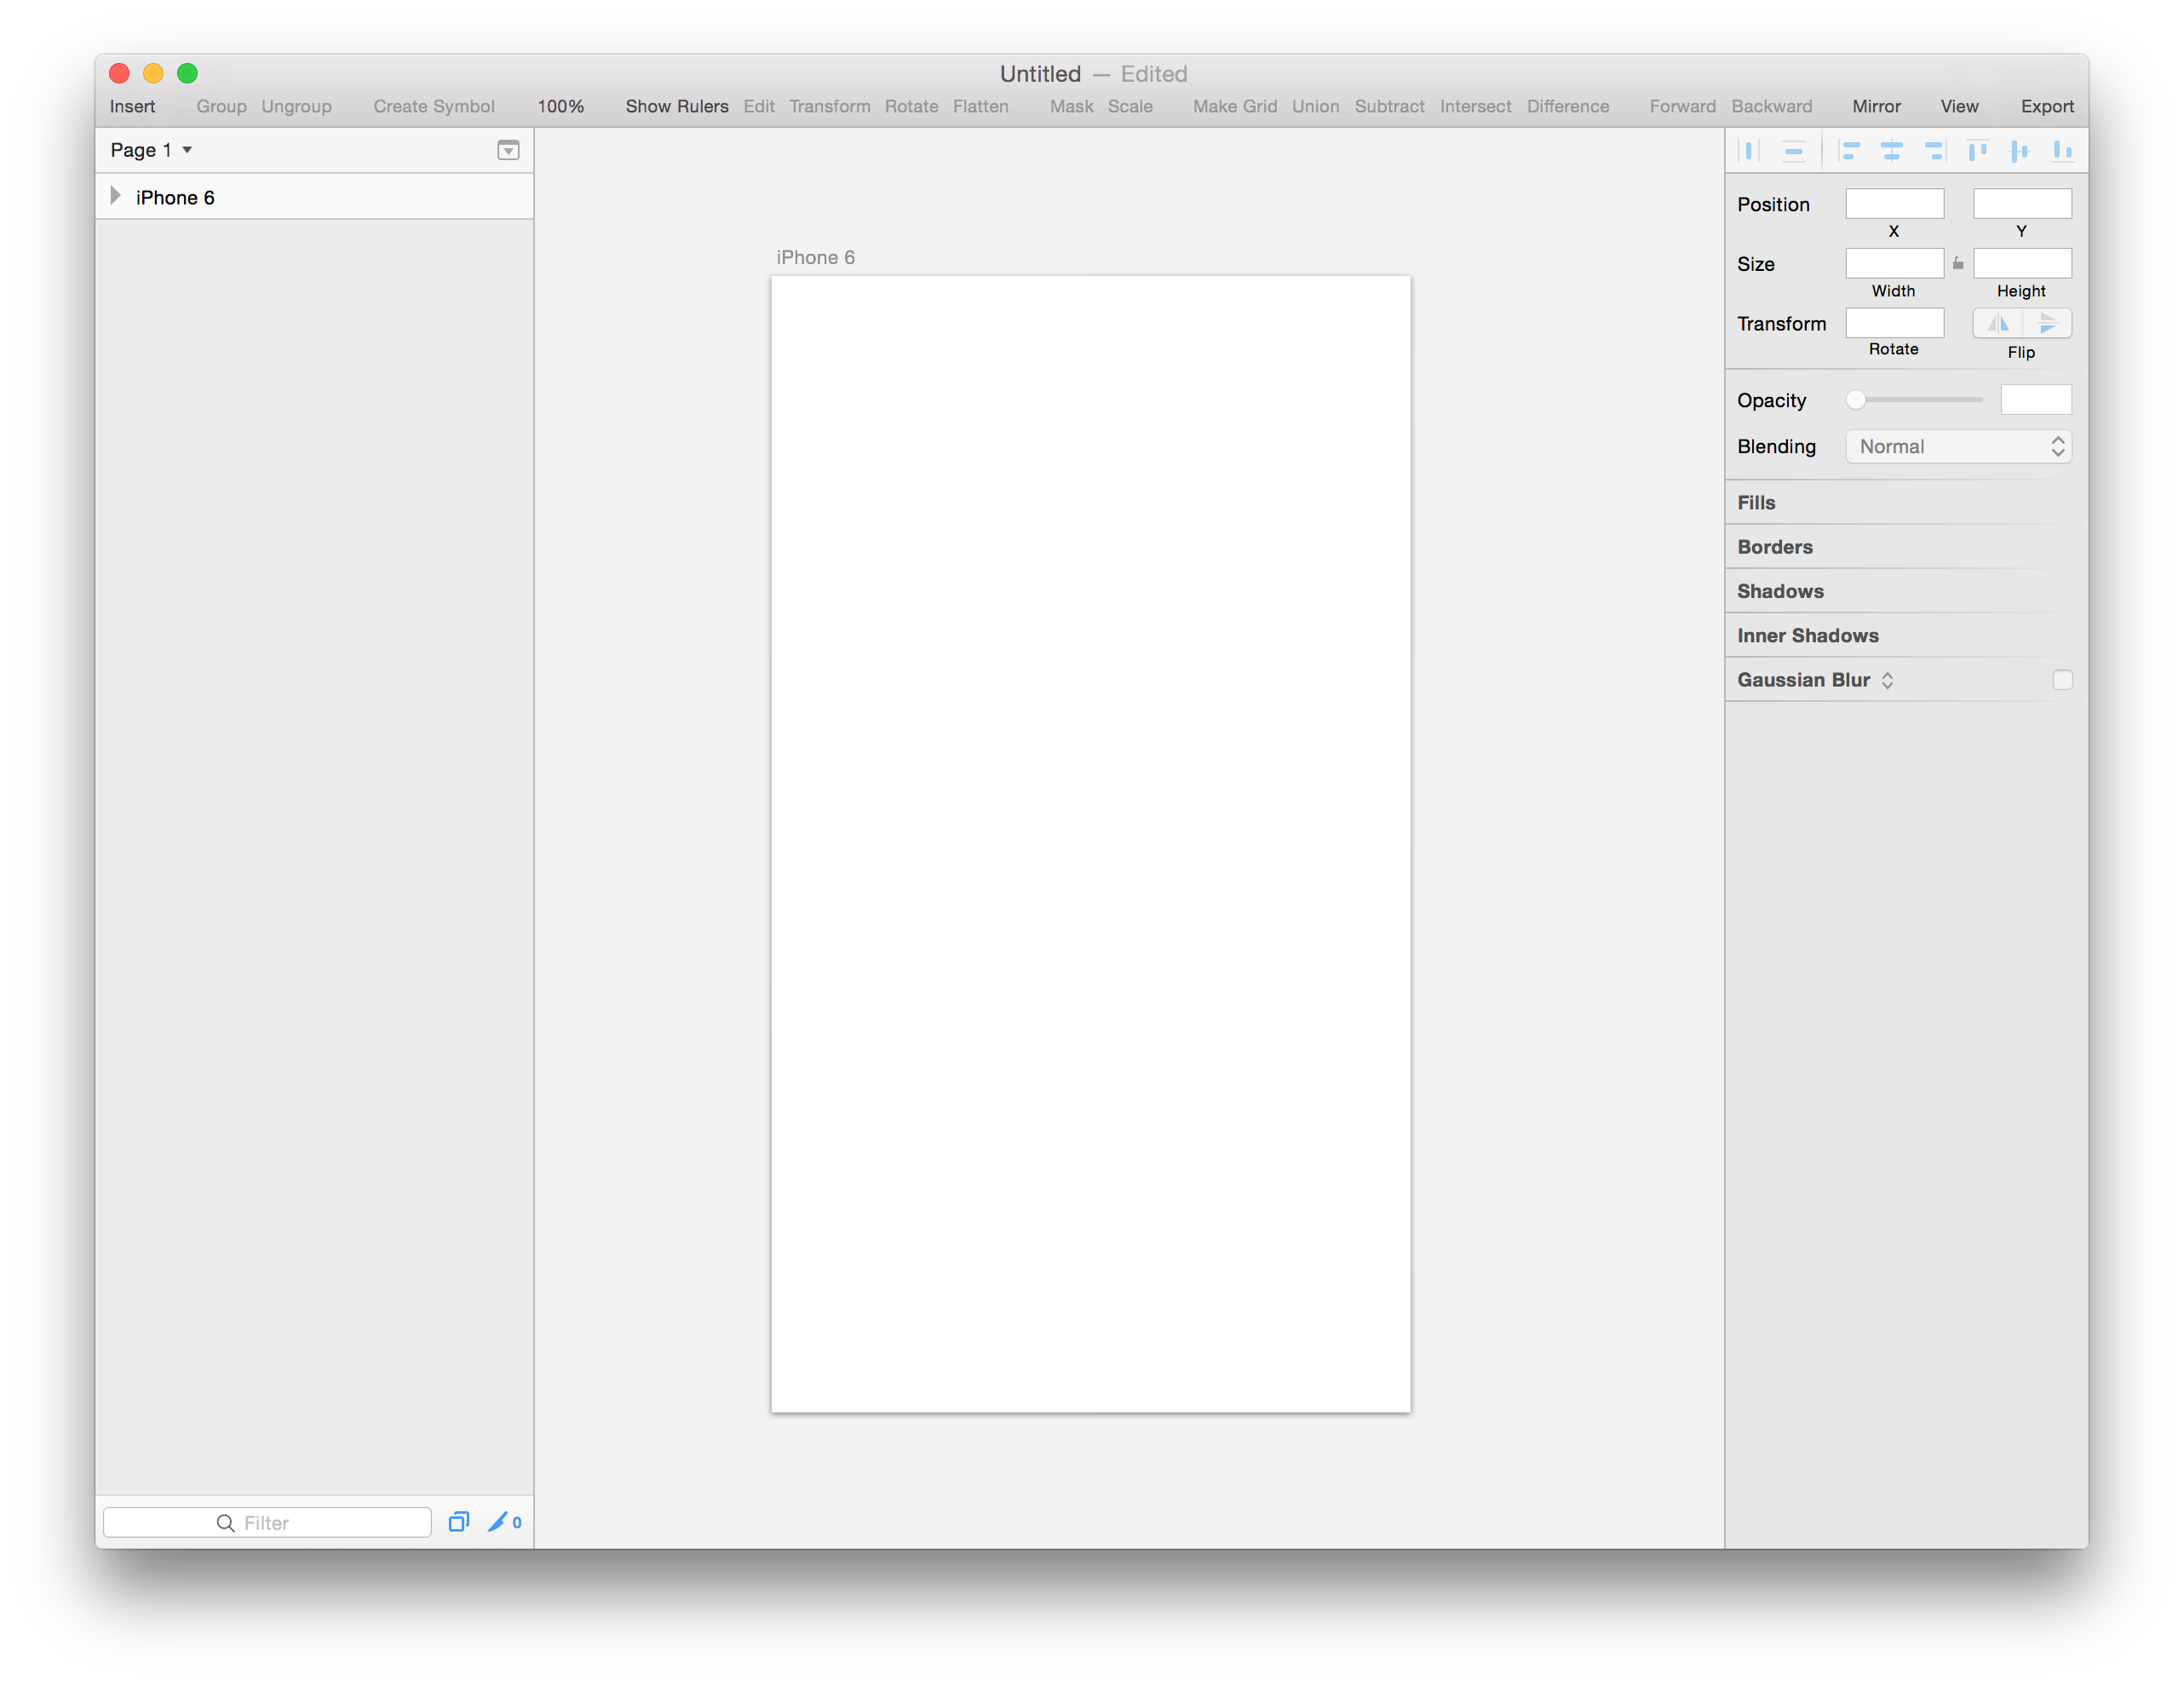 Untitled — Edited
Insert Group Ungroup Create Symbol 100% Show Rulers Edit Transform Rotate Flatten Mask Scale Make Grid Union Subtract Intersect Difference Forward Backward Mirror View Export
Page 1
iPhone 6
iPhone 6
Position
X Y
Size
Width Height
Transform
Rotate Flip
Opacity
Blending Normal
Fills
Borders
Shadows
Inner Shadows
Gaussian Blur
Filter 0